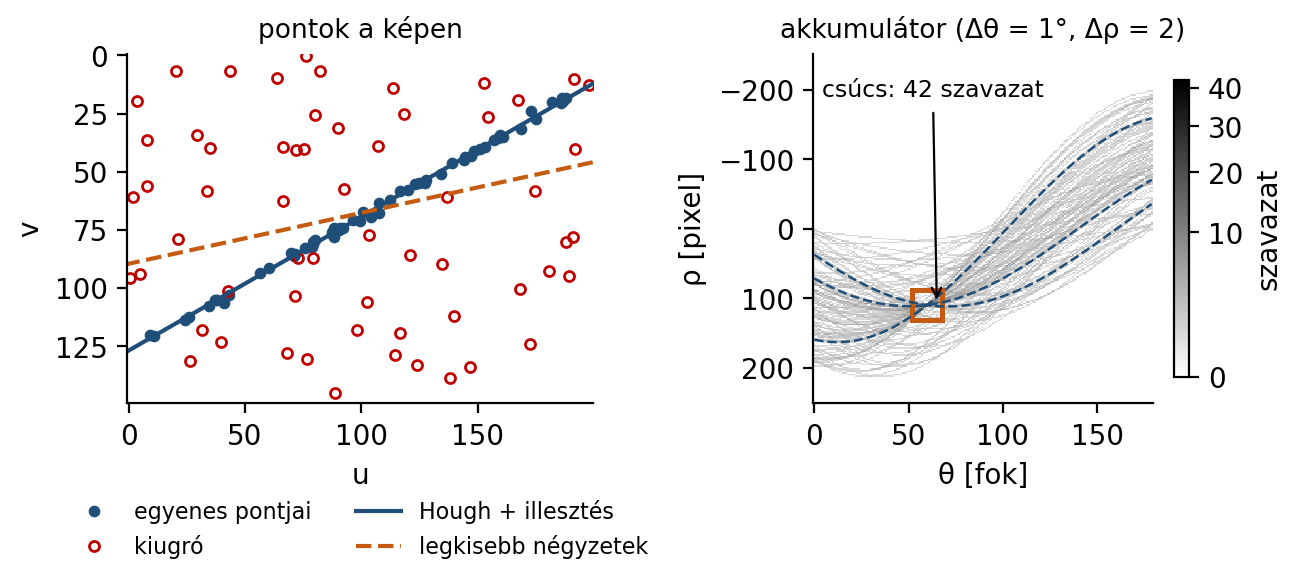 pontok a képen
0
25
50
75
100
125
v
0
50
100
150
u
egyenes pontjai
kiugró
Hough + illesztés
legkisebb négyzetek
akkumulátor (Δθ = 1°, Δρ = 2)
csúcs: 42 szavazat
−200
−100
0
100
200
ρ [pixel]
0
50
100
150
θ [fok]
40
30
20
10
0
szavazat